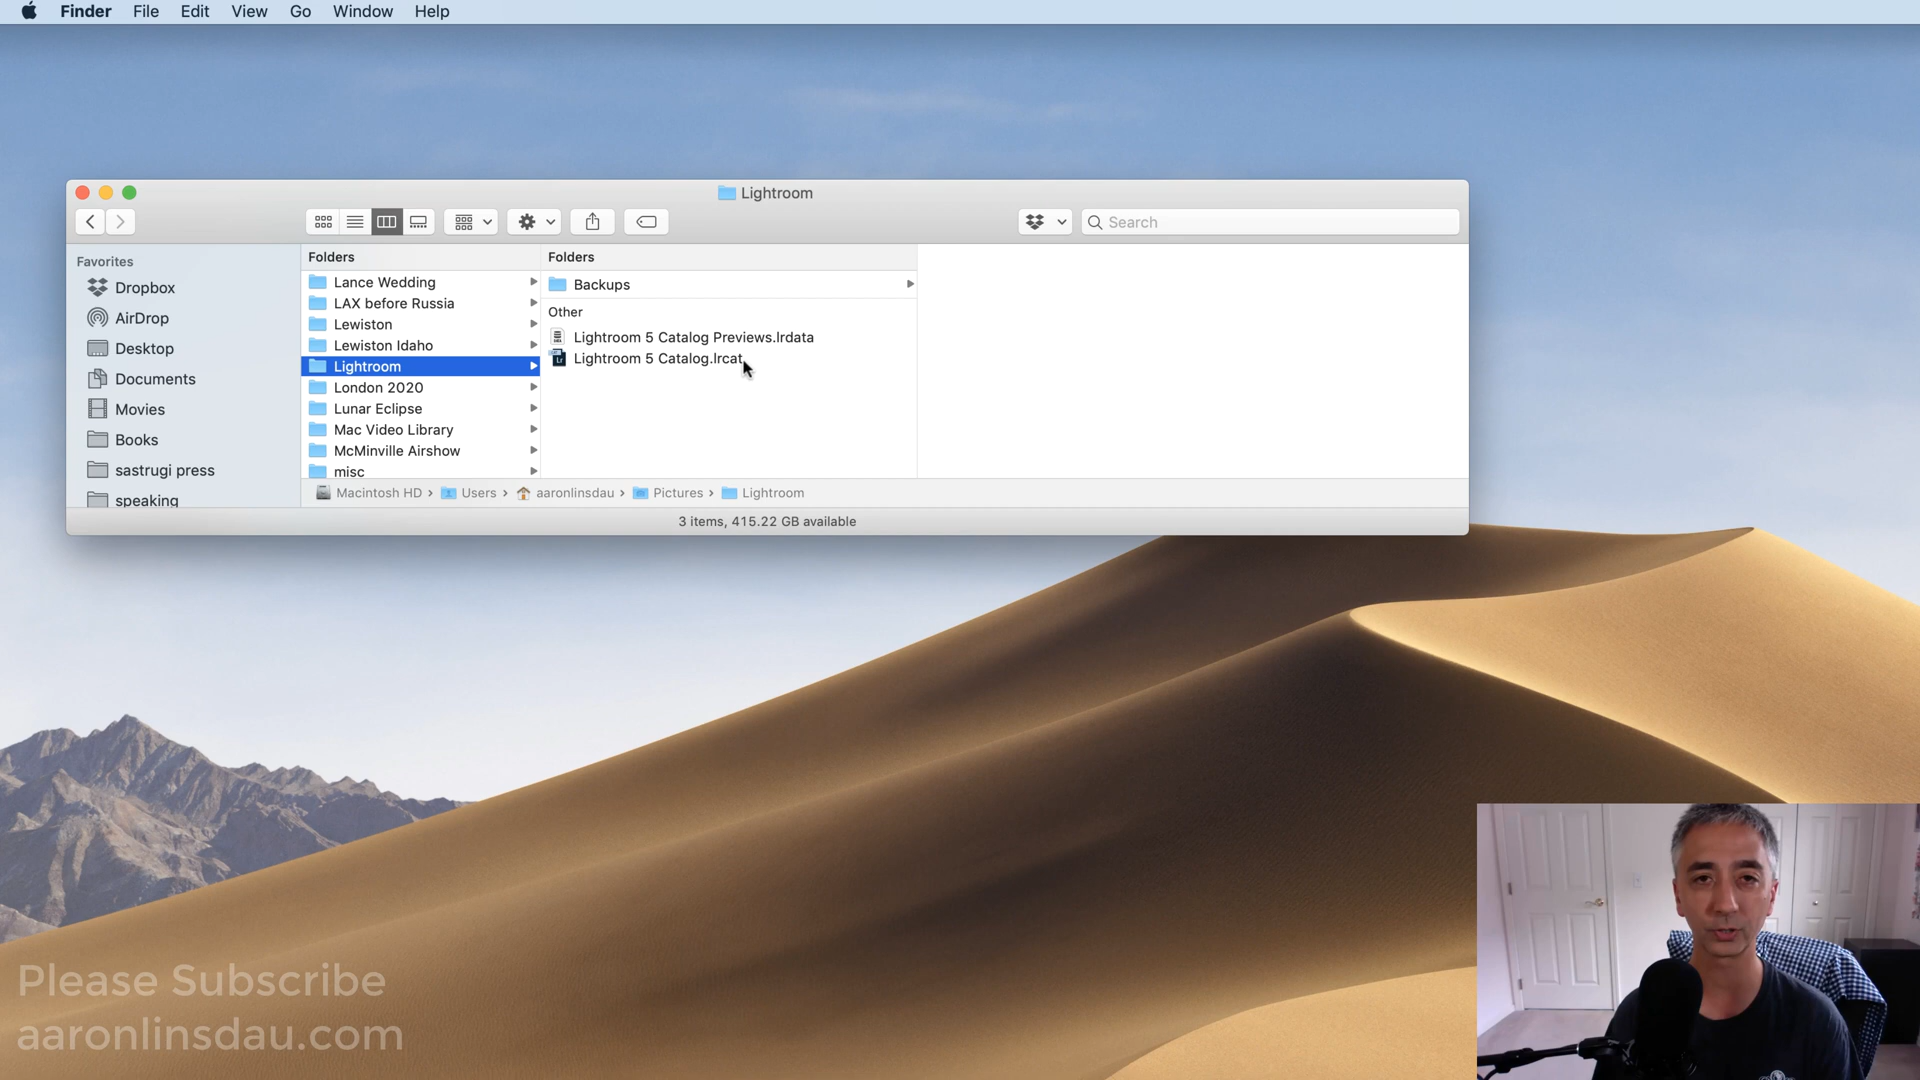 Finder File Edit View Go Window Help
Lightroom
Search
Favorites
Dropbox
AirDrop
Desktop
Documents
Movies
Books
sastrugi press
speaking
Folders
Lance Wedding
LAX before Russia
Lewiston
Lewiston Idaho
Lightroom
London 2020
Lunar Eclipse
Mac Video Library
McMinville Airshow
misc
Folders
Backups
Other
Lightroom 5 Catalog Previews.lrdata
Lightroom 5 Catalog.lrcat
Macintosh HD › Users › aaronlinsdau › Pictures › Lightroom
3 items, 415.22 GB available
Please Subscribe
aaronlinsdau.com